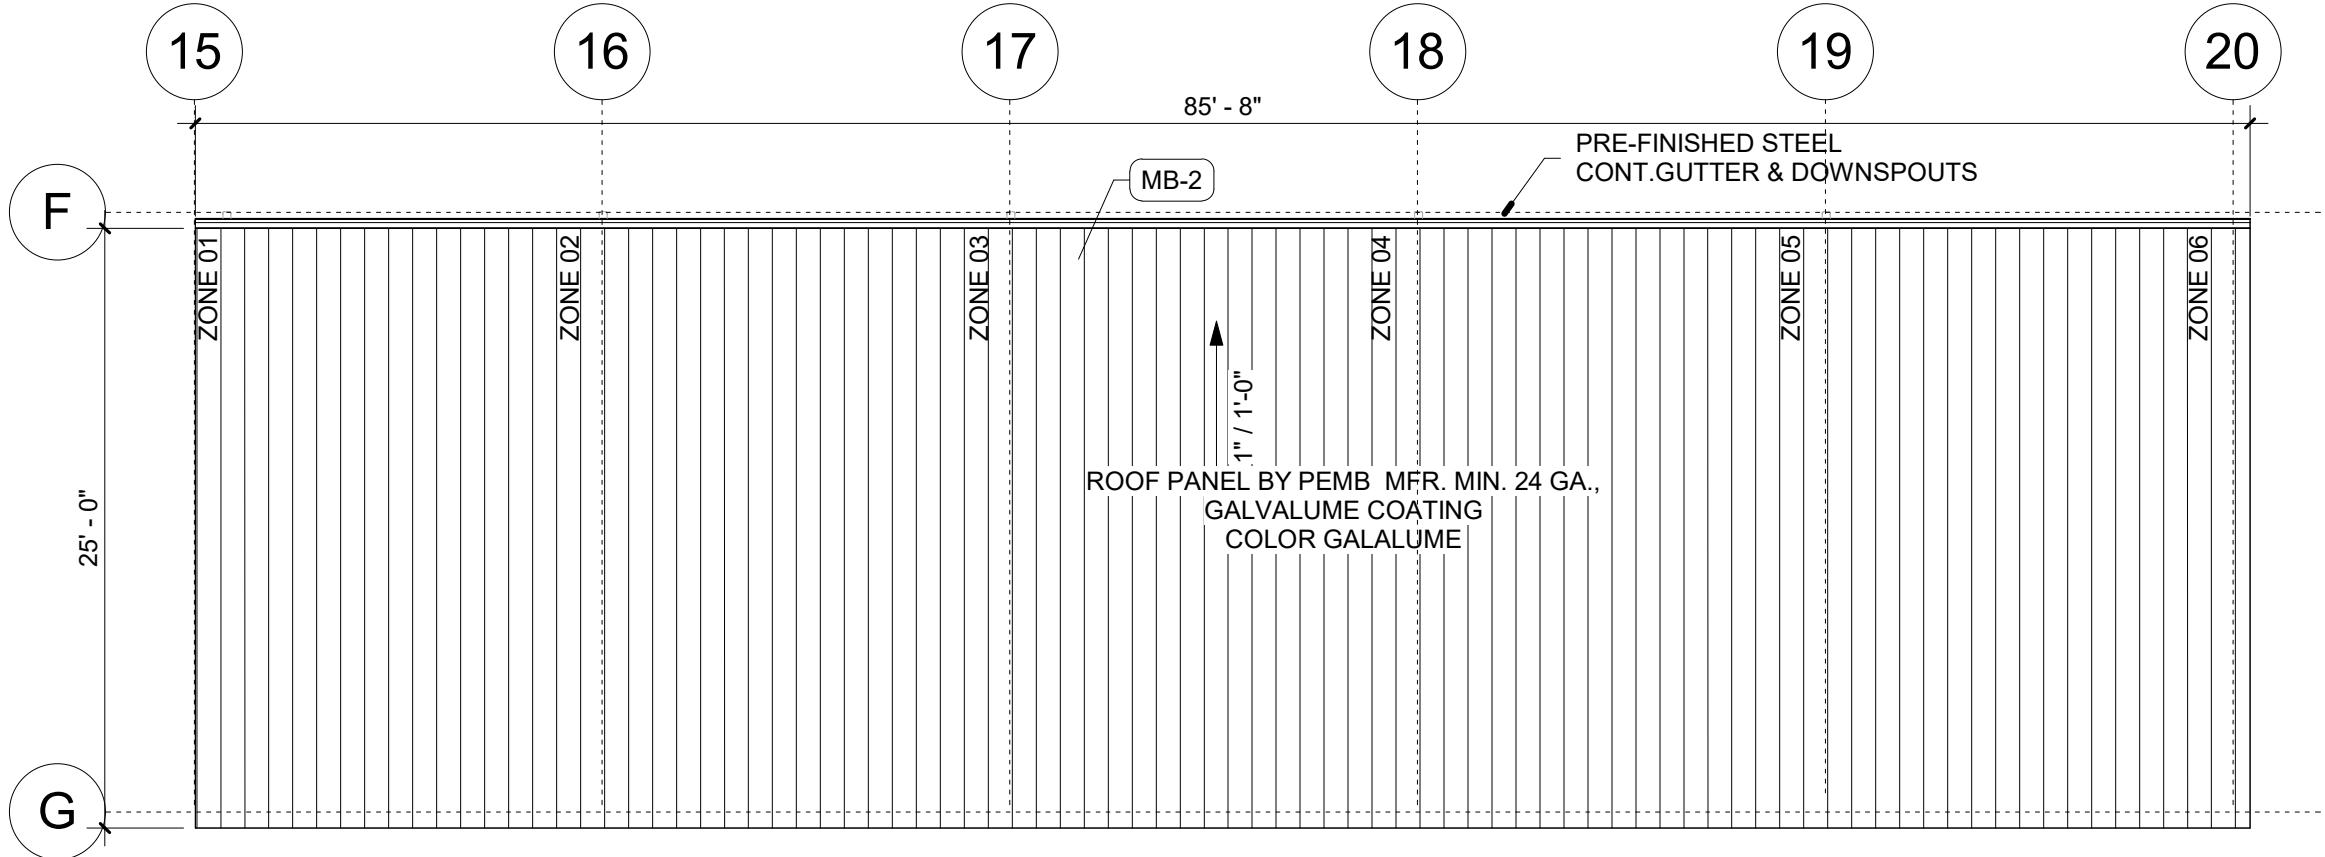 15
16
17
18
19
20
85' - 8"
PRE-FINISHED STEEL
CONT.GUTTER & DOWNSPOUTS
MB-2
F
ZONE 01
ZONE 02
ZONE 03
ZONE 04
ZONE 05
ZONE 06
1" / 1'-0"
ROOF PANEL BY PEMB MFR. MIN. 24 GA.,
GALVALUME COATING
COLOR GALALUME
25' - 0"
G